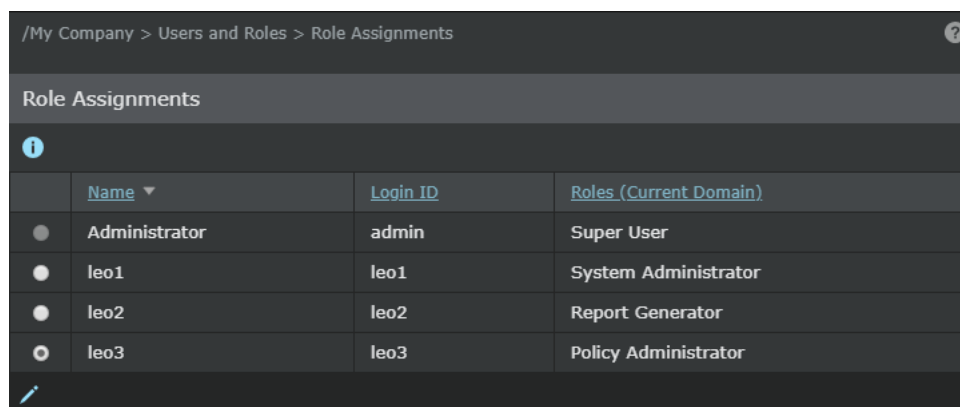 /My Company > Users and Roles > Role Assignments
Role Assignments
Name Login ID Roles (Current Domain)
Administrator admin Super User
leo1 leo1 System Administrator
leo2 leo2 Report Generator
leo3 leo3 Policy Administrator